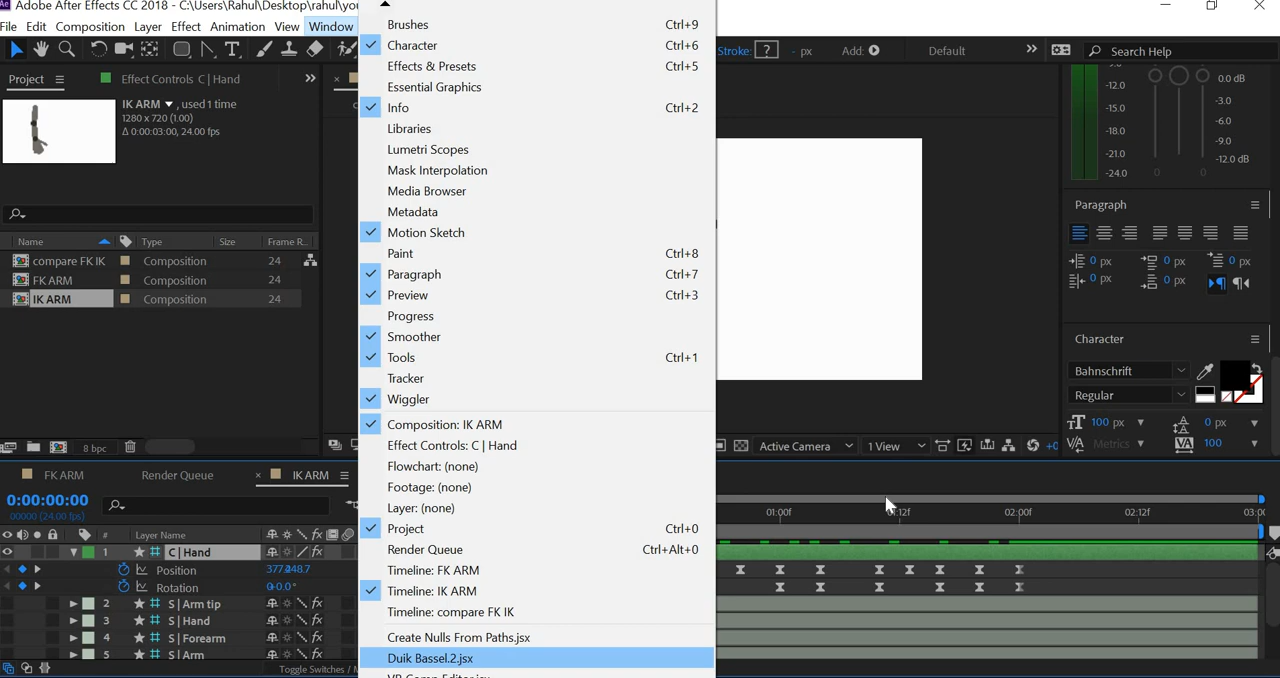 Adobe After Effects CC 2018 - C:\Users\Rahul\Desktop\rahul\you
File Edit Composition Layer Effect Animation View Window
Stroke: ? - px Add: Default Search Help
Project Effect Controls C | Hand
IK ARM ▼, used 1 time
1280 x 720 (1.00)
Δ 0:00:03:00, 24.00 fps
Name Type Size Frame R...
compare FK IK Composition 24
FK ARM Composition 24
IK ARM Composition 24
8 bpc
Brushes Ctrl+9
Character Ctrl+6
Effects & Presets Ctrl+5
Essential Graphics
Info Ctrl+2
Libraries
Lumetri Scopes
Mask Interpolation
Media Browser
Metadata
Motion Sketch
Paint Ctrl+8
Paragraph Ctrl+7
Preview Ctrl+3
Progress
Smoother
Tools Ctrl+1
Tracker
Wiggler
Composition: IK ARM
Effect Controls: C | Hand
Flowchart: (none)
Footage: (none)
Layer: (none)
Project Ctrl+0
Render Queue Ctrl+Alt+0
Timeline: FK ARM
Timeline: IK ARM
Timeline: compare FK IK
Create Nulls From Paths.jsx
Duik Bassel.2.jsx
VR Comp Editor.jsx
-12.0
-15.0
-18.0
-21.0
-24.0
0.0 dB
-3.0
-6.0
-9.0
-12.0 dB
Paragraph
0 px 0 px 0 px
0 px 0 px
Character
Bahnschrift
Regular
100 px 0 px
Metrics 100
Active Camera 1 View +0
FK ARM Render Queue IK ARM
0:00:00:00
00000 (24.00 fps)
01:00f 01:12f 02:00f 02:12f 03:00
# Layer Name
1 C | Hand
Position
Rotation 0x+0.0°
2 S | Arm tip
3 S | Hand
4 S | Forearm
5 S | Arm
Toggle Switches / M